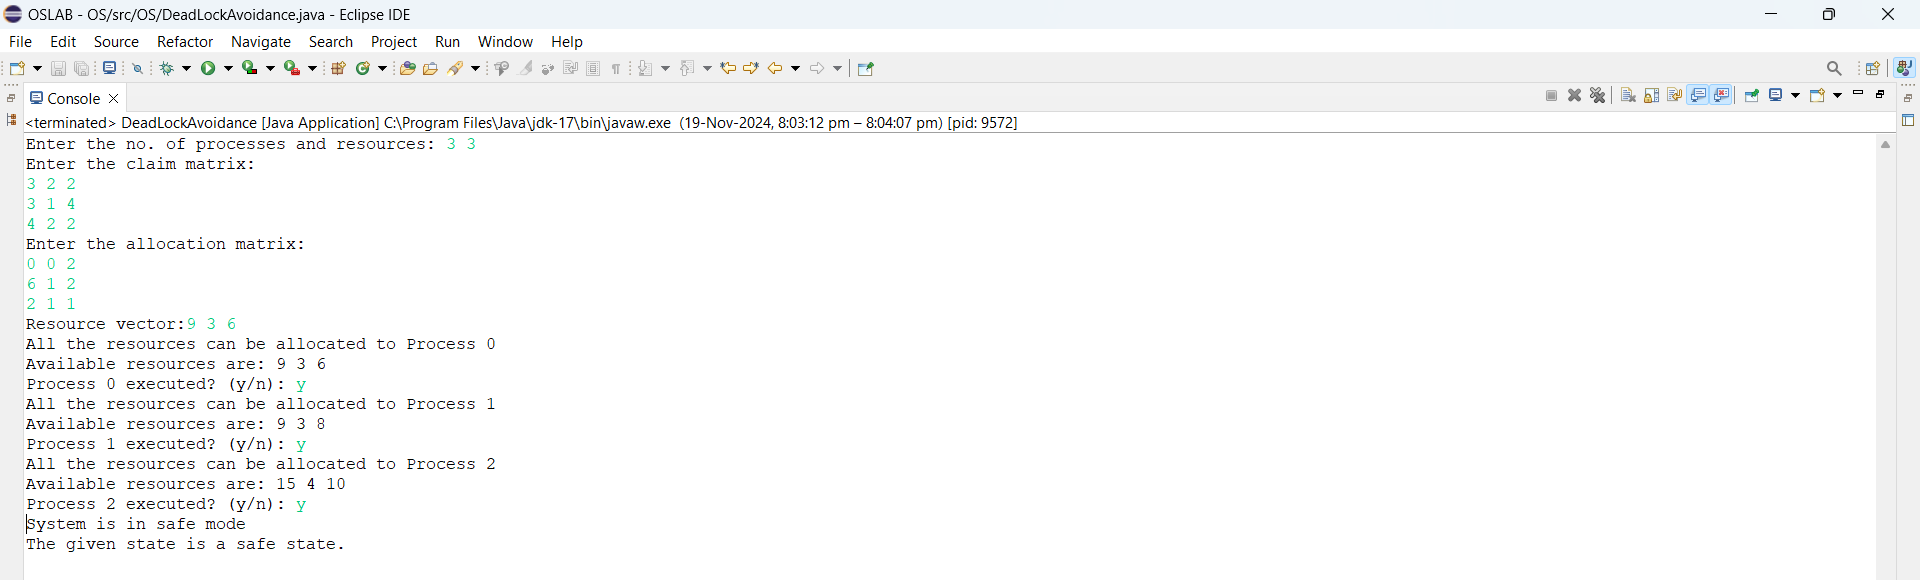 OSLAB - OS/src/OS/DeadLockAvoidance.java - Eclipse IDE
File Edit Source Refactor Navigate Search Project Run Window Help
Console
<terminated> DeadLockAvoidance [Java Application] C:\Program Files\Java\jdk-17\bin\javaw.exe (19-Nov-2024, 8:03:12 pm – 8:04:07 pm) [pid: 9572]
Enter the no. of processes and resources: 3 3
Enter the claim matrix:
3 2 2
3 1 4
4 2 2
Enter the allocation matrix:
0 0 2
6 1 2
2 1 1
Resource vector:9 3 6
All the resources can be allocated to Process 0
Available resources are: 9 3 6
Process 0 executed? (y/n): y
All the resources can be allocated to Process 1
Available resources are: 9 3 8
Process 1 executed? (y/n): y
All the resources can be allocated to Process 2
Available resources are: 15 4 10
Process 2 executed? (y/n): y
System is in safe mode
The given state is a safe state.